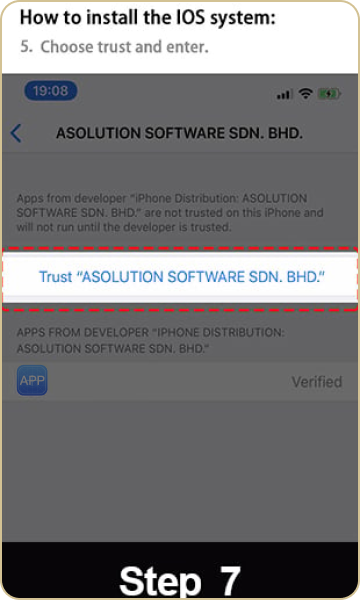 How to install the IOS system:
5. Choose trust and enter.
19:08
ASOLUTION SOFTWARE SDN. BHD.
Apps from developer “iPhone Distribution: ASOLUTION
SOFTWARE SDN. BHD.” are not trusted on this iPhone and
will not run until the developer is trusted.
Trust “ASOLUTION SOFTWARE SDN. BHD.”
APPS FROM DEVELOPER “IPHONE DISTRIBUTION:
ASOLUTION SOFTWARE SDN. BHD.”
APP Verified
Step 7